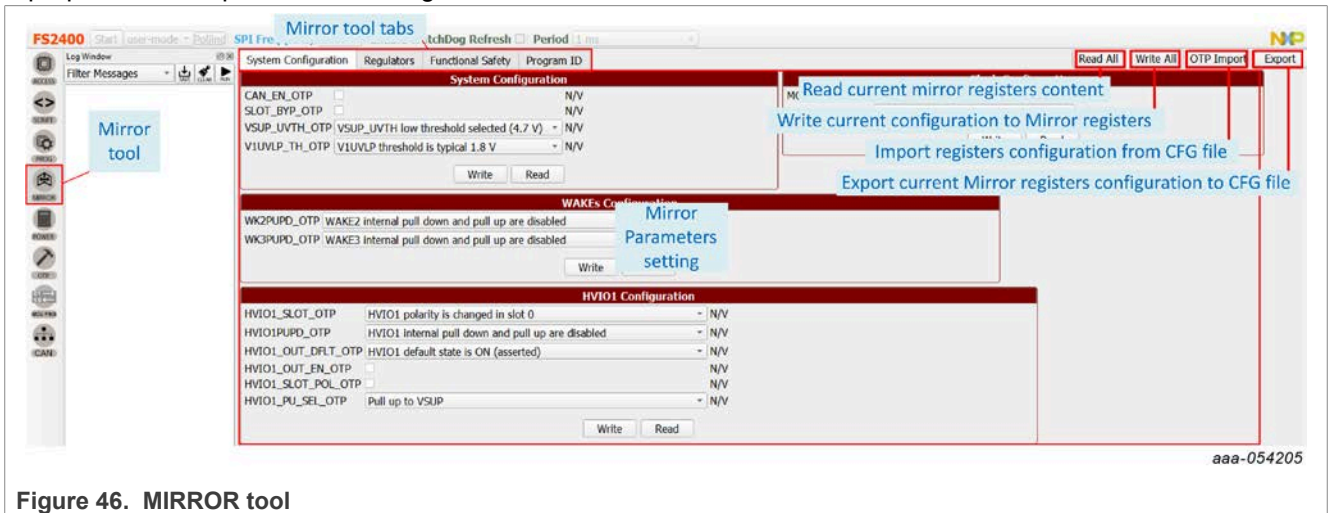 Mirror tool tabs
FS2400 Start user-mode Polling SPI Fre tchDog Refresh Period 1 ms NXP
Log Window
Filter Messages
System Configuration Regulators Functional Safety Program ID
Read All Write All OTP Import Export
ACCESS
SCRIPT
PROG
MIRROR
POWER
OTP
CAN
Mirror
tool
System Configuration
CAN_EN_OTP N/V
SLOT_BYP_OTP N/V
VSUP_UVTH_OTP VSUP_UVTH low threshold selected (4.7 V) N/V
V1UVLP_TH_OTP V1UVLP threshold is typical 1.8 V N/V
Write Read
Read current mirror registers content
Write current configuration to Mirror registers
Import registers configuration from CFG file
Export current Mirror registers configuration to CFG file
WAKEs Configuration
WK2PUPD_OTP WAKE2 internal pull down and pull up are disabled
WK3PUPD_OTP WAKE3 internal pull down and pull up are disabled
Write
Mirror
Parameters
setting
HVIO1 Configuration
HVIO1_SLOT_OTP HVIO1 polarity is changed in slot 0 N/V
HVIO1PUPD_OTP HVIO1 internal pull down and pull up are disabled N/V
HVIO1_OUT_DFLT_OTP HVIO1 default state is ON (asserted) N/V
HVIO1_OUT_EN_OTP N/V
HVIO1_SLOT_POL_OTP N/V
HVIO1_PU_SEL_OTP Pull up to VSUP N/V
Write Read
aaa-054205
Figure 46. MIRROR tool